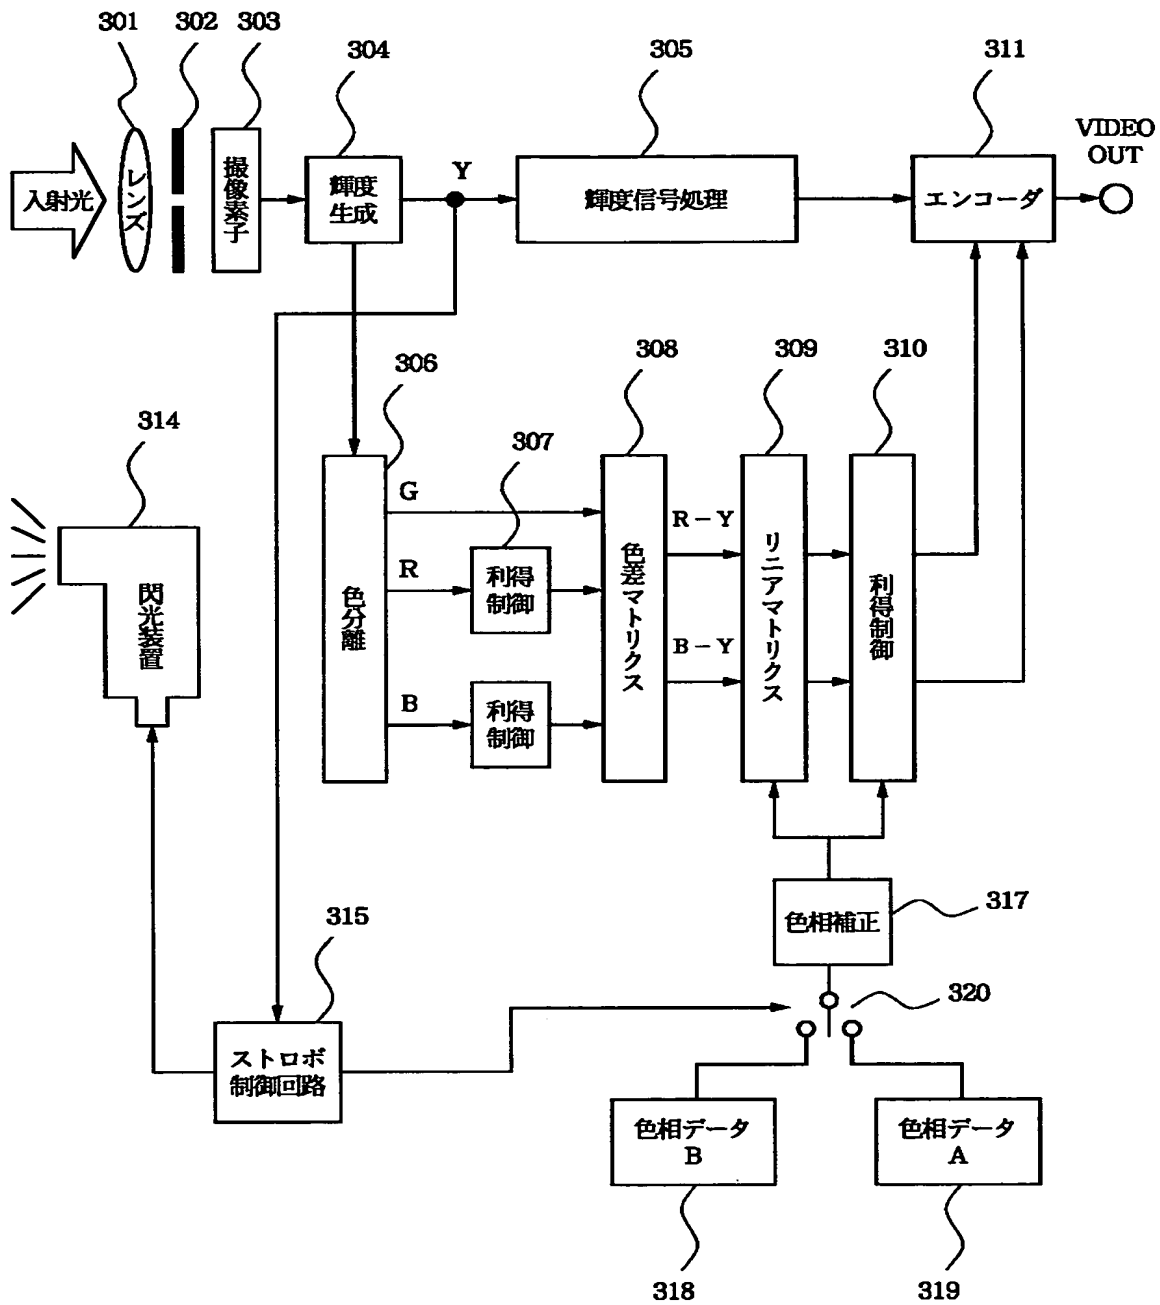 301
302
303
304
305
311
VIDEO
OUT
入射光
レンズ
撮像素子
輝度
生成
Y
輝度信号処理
エンコーダ
306
308
309
310
314
307
G
R
B
R－Y
B－Y
閃光装置
色分離
利得
制御
利得
制御
色差マトリクス
リニアマトリクス
利得制御
色相補正
317
315
320
ストロボ
制御回路
色相データ
B
色相データ
A
318
319